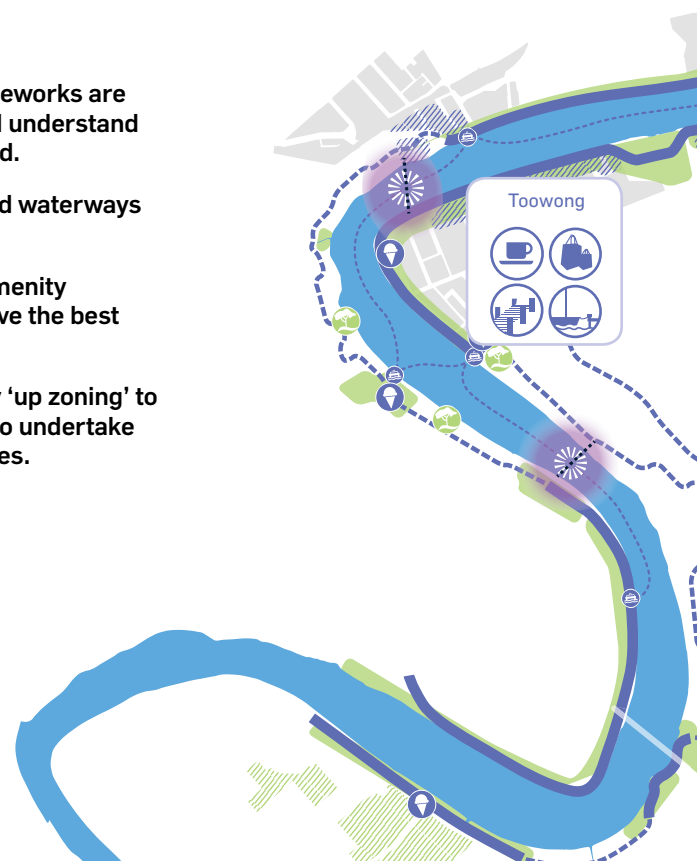 eworks are
d understand
d.
d waterways
menity
ve the best
y ‘up zoning’ to
o undertake
es.
Toowong